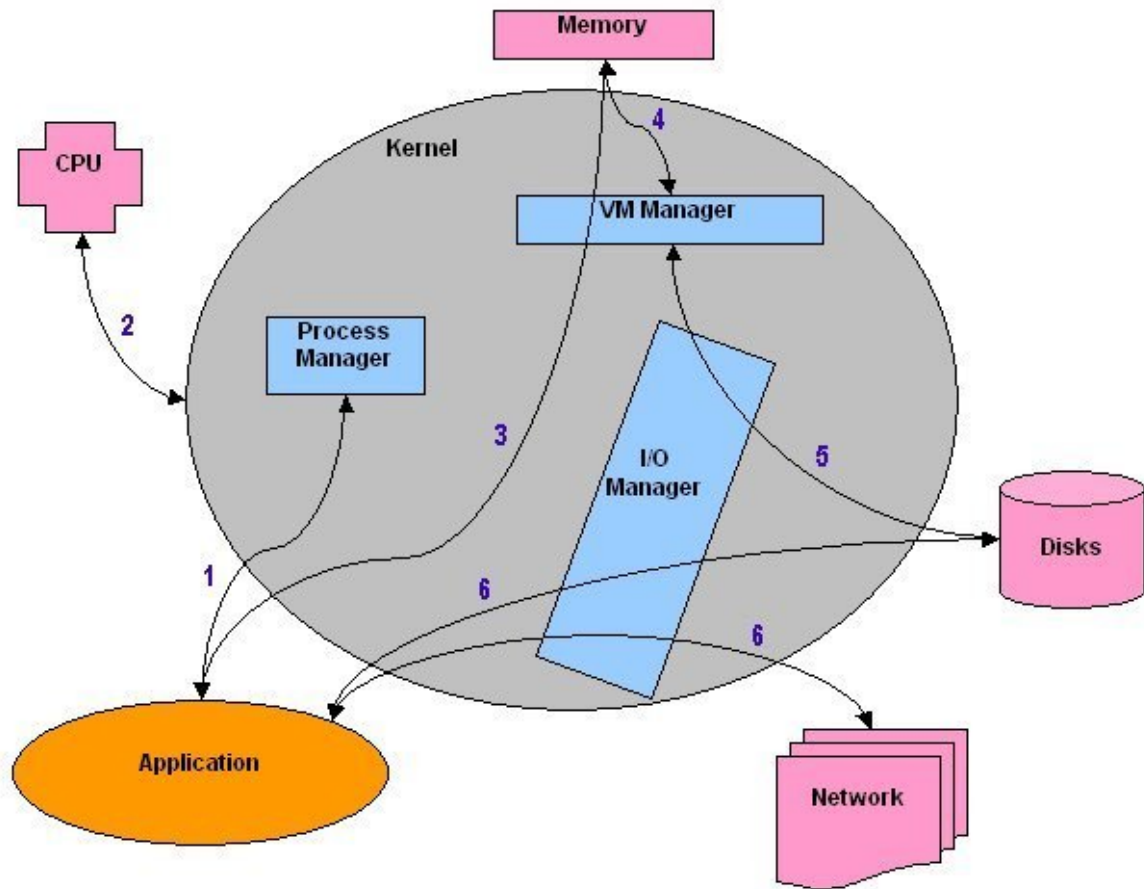 Memory
4
Kernel
CPU
VM Manager
2
Process
Manager
3
I/O
Manager
5
Disks
1
6
6
Application
Network